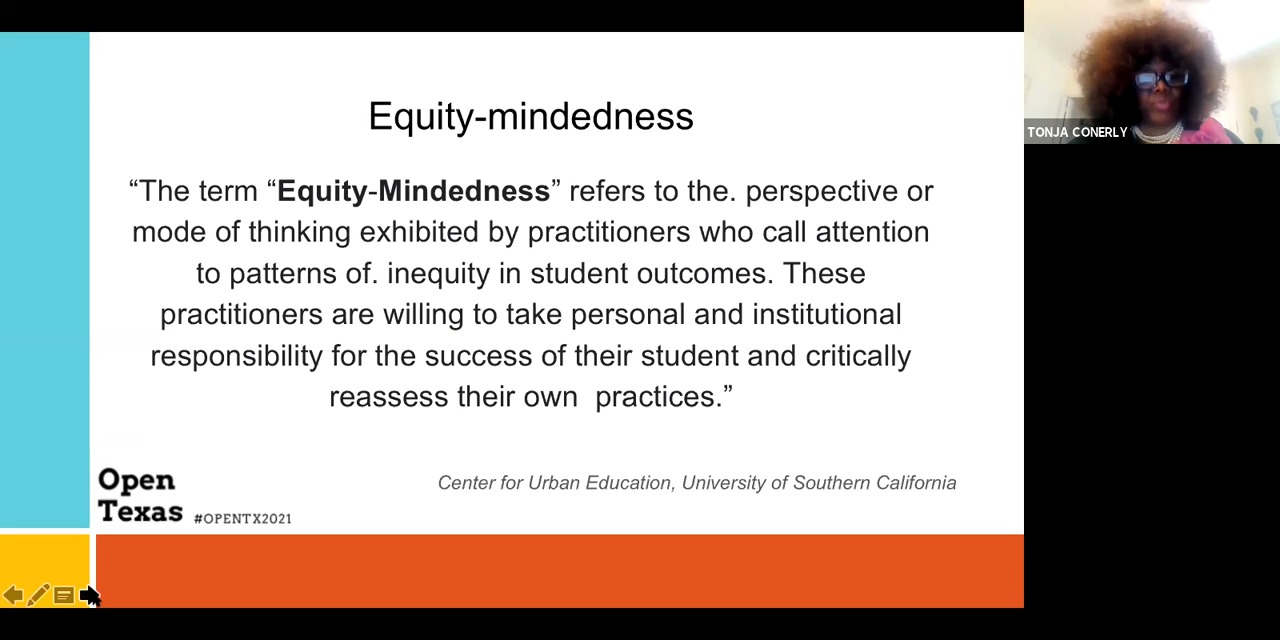 Equity-mindedness
“The term “Equity-Mindedness” refers to the. perspective or
mode of thinking exhibited by practitioners who call attention
to patterns of. inequity in student outcomes. These
practitioners are willing to take personal and institutional
responsibility for the success of their student and critically
reassess their own  practices.”
Center for Urban Education, University of Southern California
Open
Texas
#OPENTX2021
TONJA CONERLY